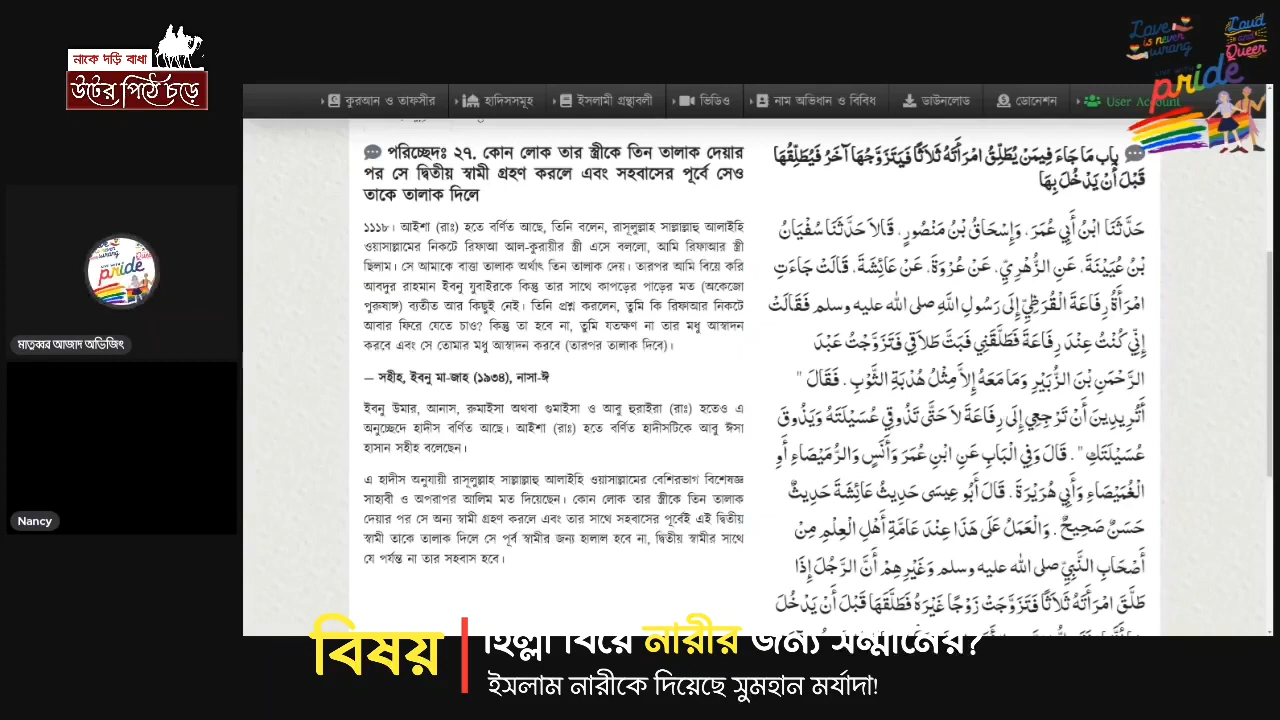 নাকে দড়ি বাধা
উটের পিঠে চড়ে
Love is never wrong
Loud and Queer
pride
কুরআন ও তাফসীর
হাদিসসমূহ
ইসলামী গ্রন্থাবলী
ভিডিও
নাম অভিধান ও বিবিধ
ডাউনলোড
ডোনেশন
User Account
পরিচ্ছেদঃ ২৭. কোন লোক তার স্ত্রীকে তিন তালাক দেয়ার
পর সে দ্বিতীয় স্বামী গ্রহণ করলে এবং সহবাসের পূর্বে সেও
তাকে তালাক দিলে
১১১৮। আইশা (রাঃ) হতে বর্ণিত আছে, তিনি বলেন, রাসূলুল্লাহ সাল্লাল্লাহু আলাইহি
ওয়াসাল্লামের নিকটে রিফাআ আল-কুরাযীর স্ত্রী এসে বললো, আমি রিফাআর স্ত্রী
ছিলাম। সে আমাকে বাত্তা তালাক অর্থাৎ তিন তালাক দেয়। তারপর আমি বিয়ে করি
আবদুর রাহমান ইবনু যুবাইরকে কিন্তু তার সাথে কাপড়ের পাড়ের মত (অকেজো
পুরুষাঙ্গ) ব্যতীত আর কিছুই নেই। তিনি প্রশ্ন করলেন, তুমি কি রিফাআর নিকটে
আবার ফিরে যেতে চাও? কিন্তু তা হবে না, তুমি যতক্ষণ না তার মধু আস্বাদন
করবে এবং সে তোমার মধু আস্বাদন করবে (তারপর তালাক দিবে)।
— সহীহ, ইবনু মা-জাহ (১৯৩৪), নাসা-ঈ
ইবনু উমার, আনাস, রুমাইসা অথবা গুমাইসা ও আবু হুরাইরা (রাঃ) হতেও এ
অনুচ্ছেদে হাদীস বর্ণিত আছে। আইশা (রাঃ) হতে বর্ণিত হাদীসটিকে আবূ ঈসা
হাসান সহীহ বলেছেন।
এ হাদীস অনুযায়ী রাসূলুল্লাহ সাল্লাল্লাহু আলাইহি ওয়াসাল্লামের বেশিরভাগ বিশেষজ্ঞ
সাহাবী ও অপরাপর আলিম মত দিয়েছেন। কোন লোক তার স্ত্রীকে তিন তালাক
দেয়ার পর সে অন্য স্বামী গ্রহণ করলে এবং তার সাথে সহবাসের পূর্বেই এই দ্বিতীয়
স্বামী তাকে তালাক দিলে সে পূর্ব স্বামীর জন্য হালাল হবে না, দ্বিতীয় স্বামীর সাথে
যে পর্যন্ত না তার সহবাস হবে।
باب مَا جَاءَ فِيمَنْ يُطَلِّقُ امْرَأَتَهُ ثَلاَثًا فَيَتَزَوَّجُهَا آخَرُ فَيُطَلِّقُهَا
قَبْلَ أَنْ يَدْخُلَ بِهَا
حَدَّثَنَا ابْنُ أَبِي عُمَرَ، وَإِسْحَاقُ بْنُ مَنْصُورٍ، قَالاَ حَدَّثَنَا سُفْيَانُ
بْنُ عُيَيْنَةَ، عَنِ الزُّهْرِيِّ، عَنْ عُرْوَةَ، عَنْ عَائِشَةَ، قَالَتْ جَاءَتِ
امْرَأَةُ رِفَاعَةَ الْقُرَظِيِّ إِلَى رَسُولِ اللَّهِ صلى الله عليه وسلم فَقَالَتْ
إِنِّي كُنْتُ عِنْدَ رِفَاعَةَ فَطَلَّقَنِي فَبَتَّ طَلاَقِي فَتَزَوَّجْتُ عَبْدَ
الرَّحْمَنِ بْنَ الزُّبَيْرِ وَمَا مَعَهُ إِلاَّ مِثْلُ هُدْبَةِ الثَّوْبِ . فَقَالَ "
أَتُرِيدِينَ أَنْ تَرْجِعِي إِلَى رِفَاعَةَ لاَ حَتَّى تَذُوقِي عُسَيْلَتَهُ وَيَذُوقَ
عُسَيْلَتَكِ " . قَالَ وَفِي الْبَابِ عَنِ ابْنِ عُمَرَ وَأَنَسٍ وَالرُّمَيْصَاءِ أَوِ
الْغُمَيْصَاءِ وَأَبِي هُرَيْرَةَ . قَالَ أَبُو عِيسَى حَدِيثُ عَائِشَةَ حَدِيثٌ
حَسَنٌ صَحِيحٌ . وَالْعَمَلُ عَلَى هَذَا عِنْدَ عَامَّةِ أَهْلِ الْعِلْمِ مِنْ
أَصْحَابِ النَّبِيِّ صلى الله عليه وسلم وَغَيْرِهِمْ أَنَّ الرَّجُلَ إِذَا
طَلَّقَ امْرَأَتَهُ ثَلاَثًا فَتَزَوَّجَتْ زَوْجًا غَيْرَهُ فَطَلَّقَهَا قَبْلَ أَنْ يَدْخُلَ
pride
মাতৃব্বর আজাদ অভিজিৎ
Nancy
বিষয়
হিল্লা বিয়ে নারীর জন্য সম্মানের?
ইসলাম নারীকে দিয়েছে সুমহান মর্যাদা!